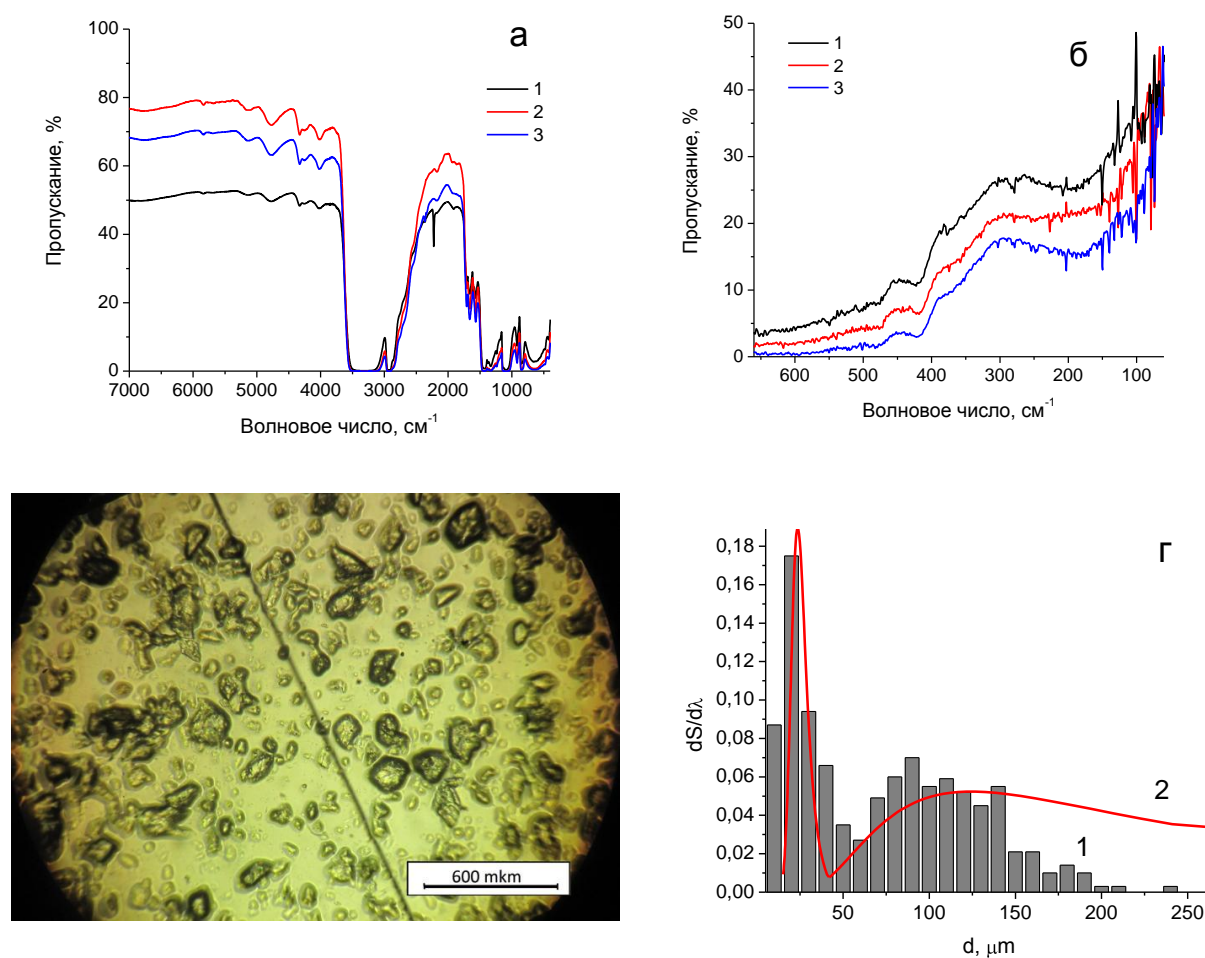 а
100
80
60
40
20
0
Пропускание, %
1
2
3
7000 6000 5000 4000 3000 2000 1000
Волновое число, см⁻¹
б
50
40
30
20
10
0
Пропускание, %
1
2
3
600 500 400 300 200 100
Волновое число, см⁻¹
600 mkm
г
0,18
0,16
0,14
0,12
0,10
0,08
0,06
0,04
0,02
0,00
dS/dλ
2
1
50 100 150 200 250
d, μm